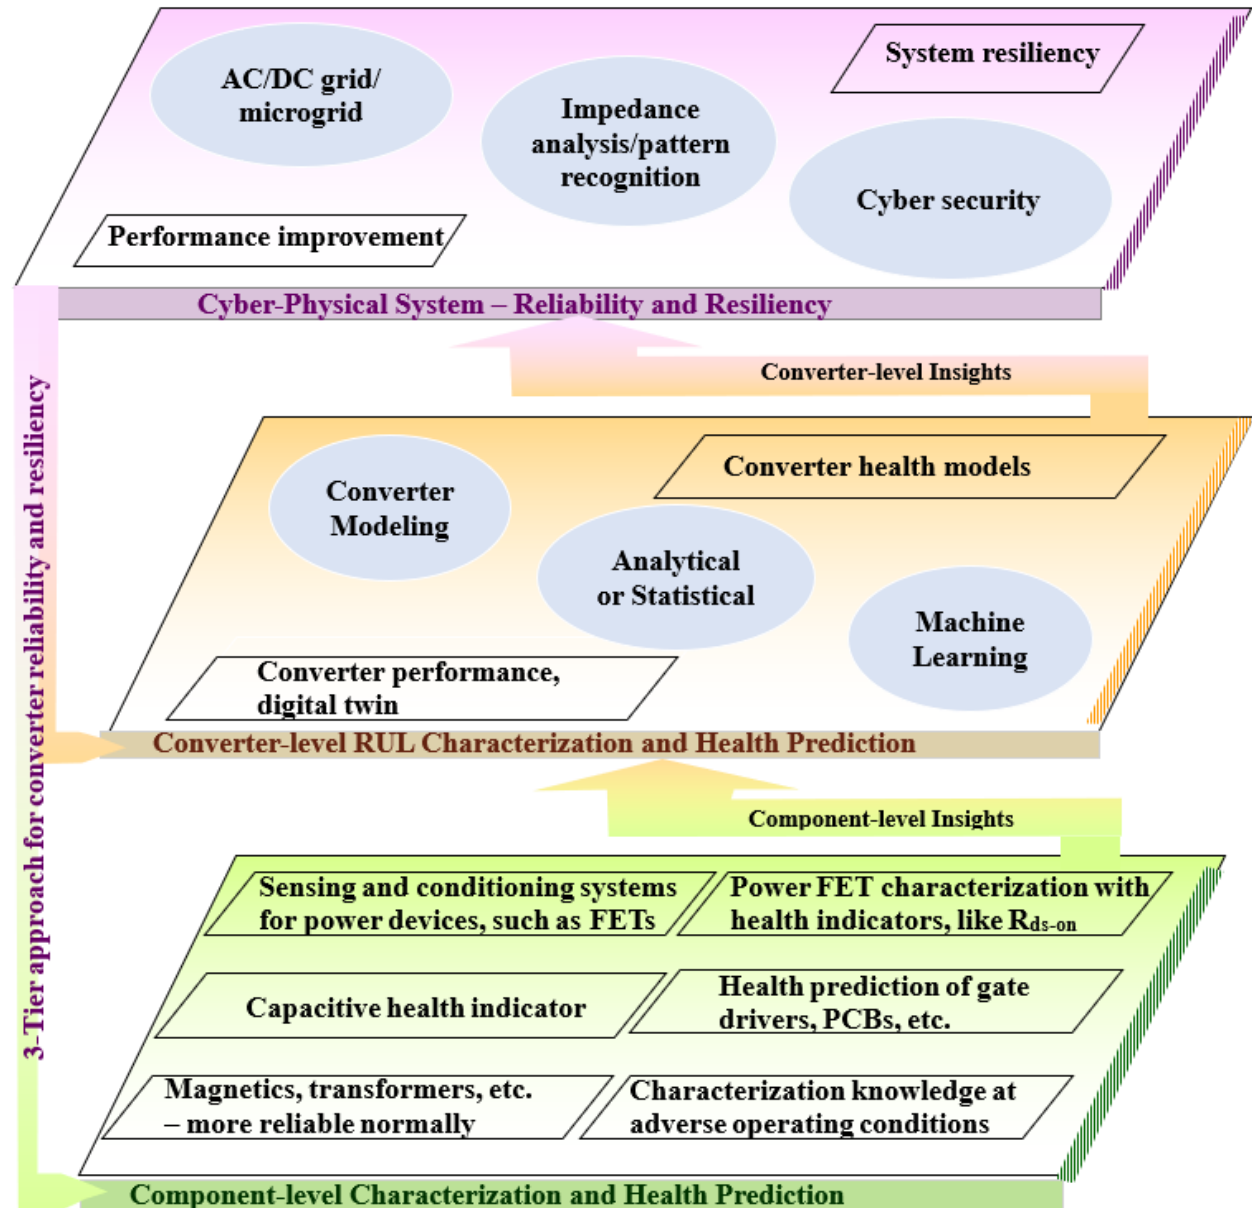 AC/DC grid/
microgrid
Impedance
analysis/pattern
recognition
System resiliency
Cyber security
Performance improvement
Cyber-Physical System – Reliability and Resiliency
Converter-level Insights
3-Tier approach for converter reliability and resiliency
Converter
Modeling
Converter health models
Analytical
or Statistical
Machine
Learning
Converter performance,
digital twin
Converter-level RUL Characterization and Health Prediction
Component-level Insights
Sensing and conditioning systems
for power devices, such as FETs
Power FET characterization with
health indicators, like Rds-on
Capacitive health indicator
Health prediction of gate
drivers, PCBs, etc.
Magnetics, transformers, etc.
– more reliable normally
Characterization knowledge at
adverse operating conditions
Component-level Characterization and Health Prediction